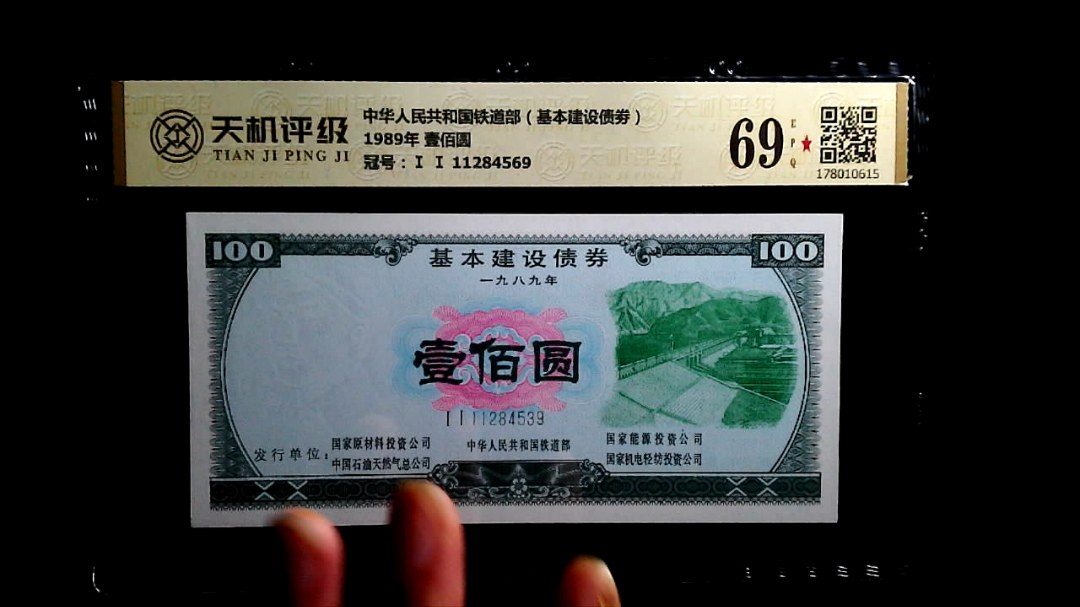 天机评级
TIAN JI PING JI
中华人民共和国铁道部（基本建设债券）
1989年 壹佰圆
冠号：I I 11284569
69
EPQ
178010615
100
基本建设债券
100
一九八九年
壹佰圆
I I 11284539
发行单位：
国家原材料投资公司
中国石油天然气总公司
中华人民共和国铁道部
国家能源投资公司
国家机电轻纺投资公司